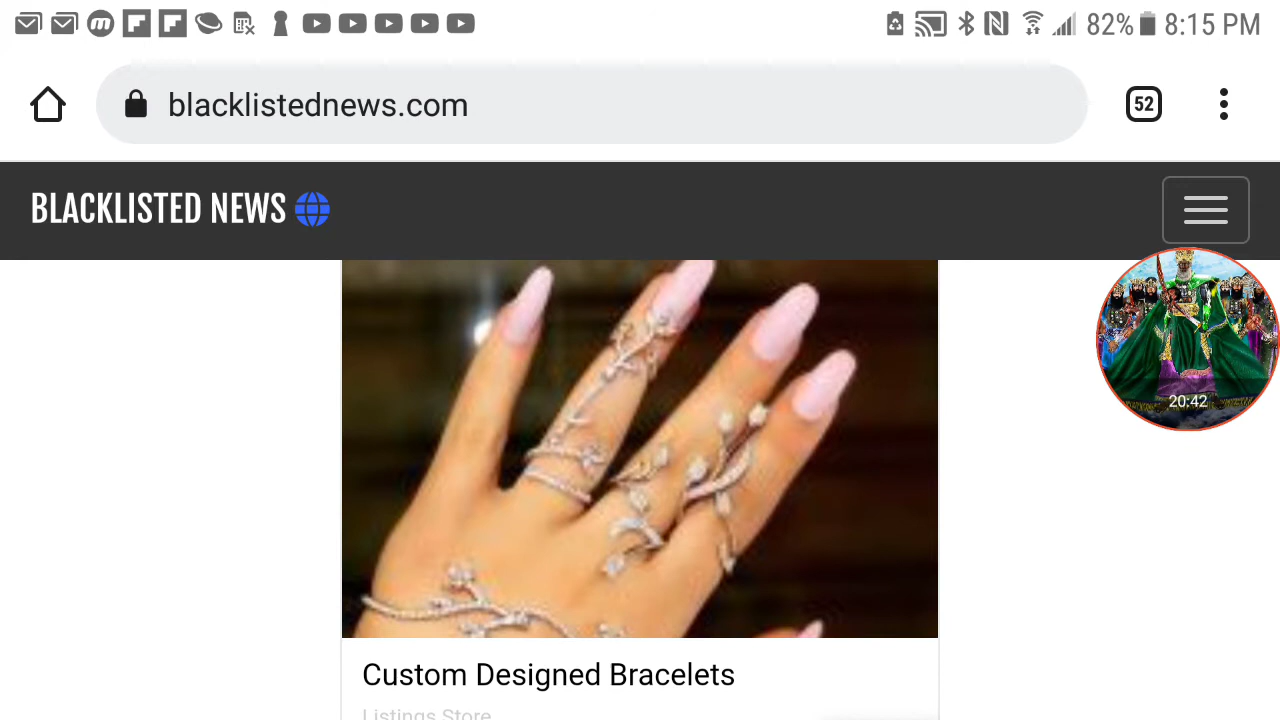 82% 8:15 PM
blacklistednews.com
52
BLACKLISTED NEWS
20:42
Custom Designed Bracelets
Listings Store